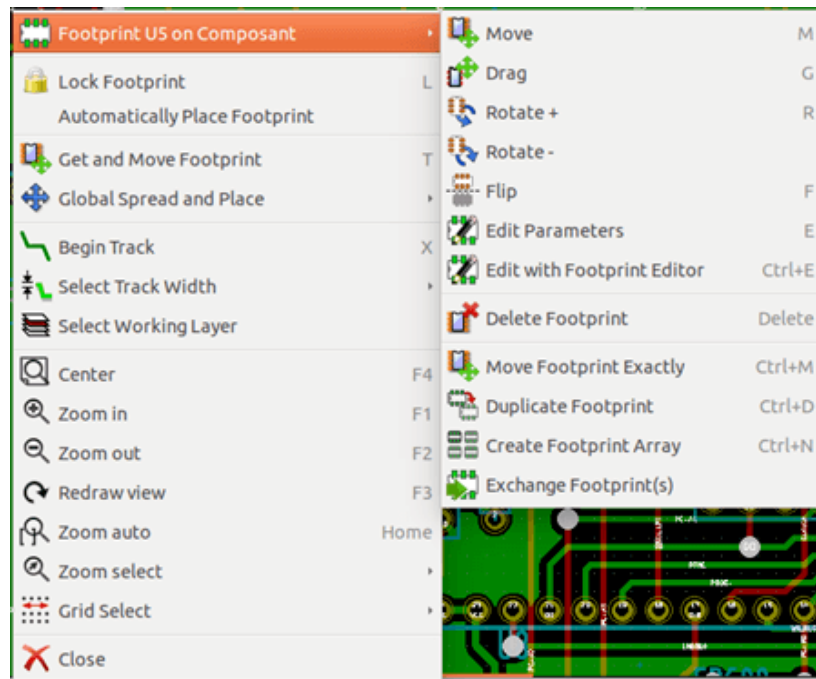 Footprint U5 on Composant
Lock Footprint L
Automatically Place Footprint
Get and Move Footprint T
Global Spread and Place
Begin Track X
Select Track Width
Select Working Layer
Center F4
Zoom in F1
Zoom out F2
Redraw view F3
Zoom auto Home
Zoom select
Grid Select
Close
Move M
Drag G
Rotate + R
Rotate -
Flip F
Edit Parameters E
Edit with Footprint Editor Ctrl+E
Delete Footprint Delete
Move Footprint Exactly Ctrl+M
Duplicate Footprint Ctrl+D
Create Footprint Array Ctrl+N
Exchange Footprint(s)